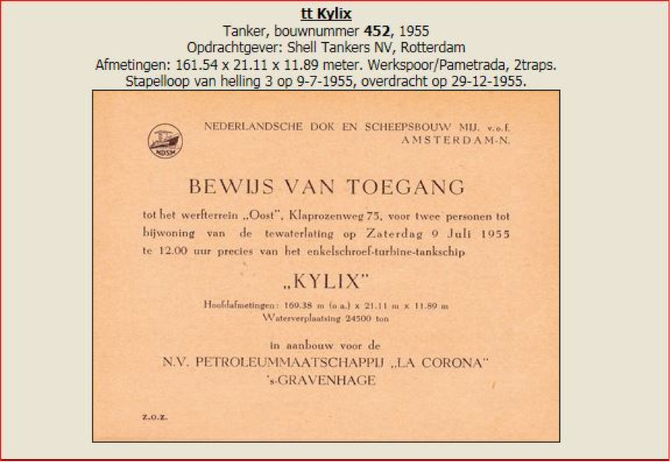 tt Kylix
Tanker, bouwnummer 452, 1955
Opdrachtgever: Shell Tankers NV, Rotterdam
Afmetingen: 161.54 x 21.11 x 11.89 meter. Werkspoor/Pametrada, 2traps.
Stapelloop van helling 3 op 9-7-1955, overdracht op 29-12-1955.
NDSM
NEDERLANDSCHE DOK EN SCHEEPSBOUW MIJ. v.o.f.
AMSTERDAM-N.
BEWIJS VAN TOEGANG
tot het werfterrein „Oost”, Klaprozenweg 75, voor twee personen tot
bijwoning van de tewaterlating op Zaterdag 9 Juli 1955
te 12.00 uur precies van het enkelschroef-turbine-tankschip
„KYLIX”
Hoofdafmetingen: 169.38 m (o.a.) x 21.11 m x 11.89 m
Waterverplaatsing 24500 ton
in aanbouw voor de
N.V. PETROLEUMMAATSCHAPPIJ „LA CORONA”
's-GRAVENHAGE
z.o.z.